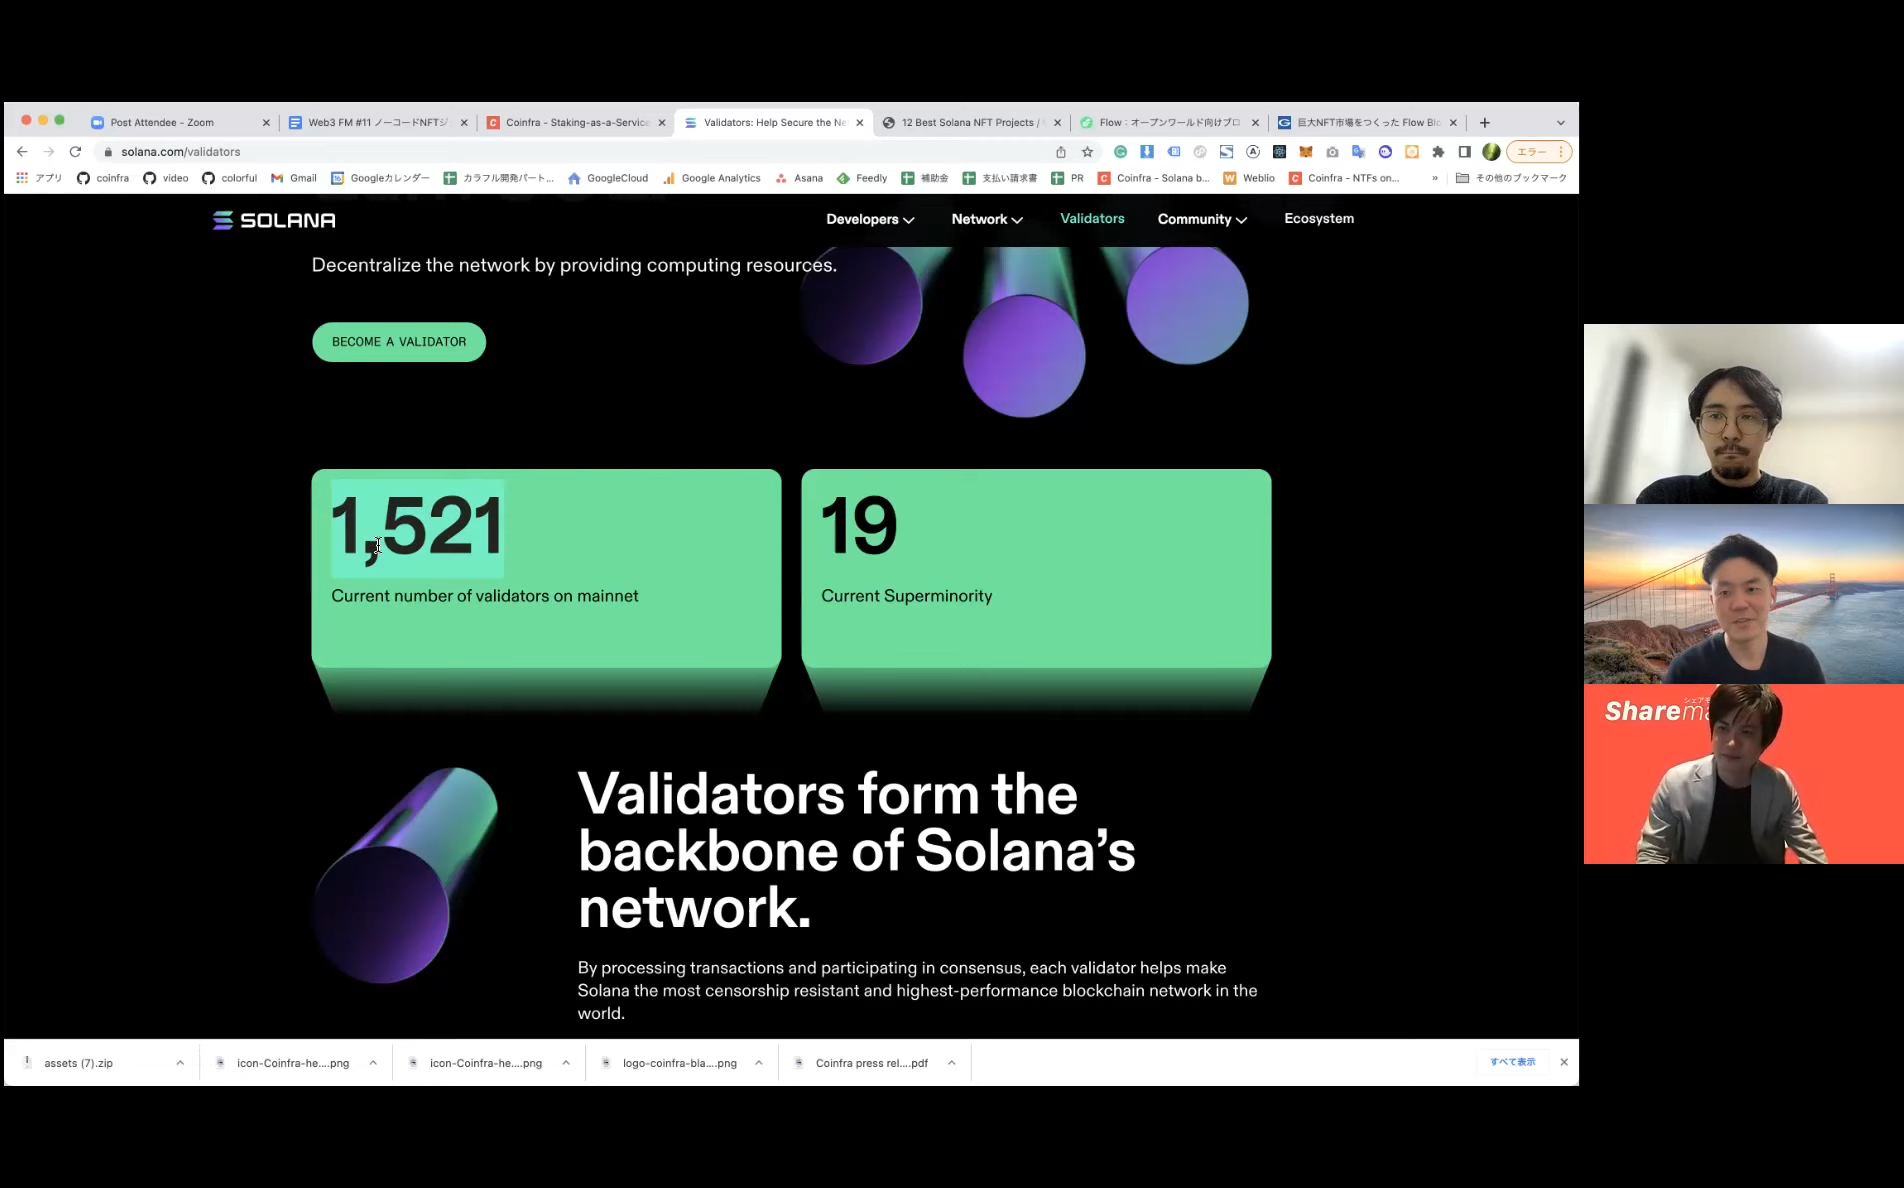 Post Attendee - Zoom
Web3 FM #11 ノーコードNFTジ
Coinfra - Staking-as-a-Service
Validators: Help Secure the Ne
12 Best Solana NFT Projects /
Flow：オープンワールド向けブロ
巨大NFT市場をつくった Flow Blo
solana.com/validators
エラー
アプリ
coinfra
video
colorful
Gmail
Googleカレンダー
カラフル開発パート...
GoogleCloud
Google Analytics
Asana
Feedly
補助金
支払い請求書
PR
Coinfra - Solana b...
Weblio
Coinfra - NTFs on...
»
その他のブックマーク
SOLANA
Developers
Network
Validators
Community
Ecosystem
Decentralize the network by providing computing resources.
BECOME A VALIDATOR
1,521
Current number of validators on mainnet
19
Current Superminority
Validators form the
backbone of Solana’s
network.
By processing transactions and participating in consensus, each validator helps make
Solana the most censorship resistant and highest-performance blockchain network in the
world.
assets (7).zip
icon-Coinfra-he....png
icon-Coinfra-he....png
logo-coinfra-bla....png
Coinfra press rel....pdf
すべて表示
シェアモ
Sharem